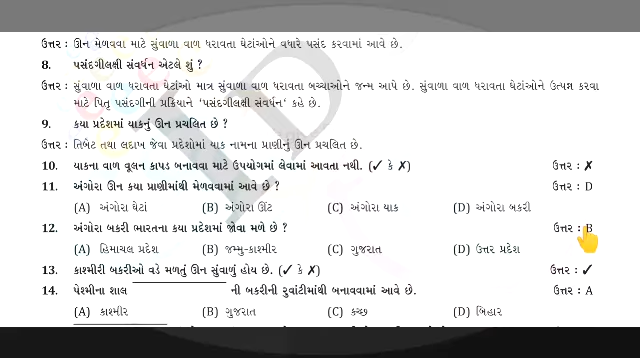 ઉત્તર : ઊન મેળવવા માટે સુંવાળા વાળ ધરાવતા ઘેટાંઓને વધારે પસંદ કરવામાં આવે છે.
8. પસંદગીલક્ષી સંવર્ધન એટલે શું ?
ઉત્તર : સુંવાળા વાળ ધરાવતા ઘેટાંઓ માત્ર સુંવાળા વાળ ધરાવતા બચ્ચાઓને જન્મ આપે છે. સુંવાળા વાળ ધરાવતા ઘેટાંઓને ઉત્પન્ન કરવા
માટે પિતૃ પસંદગીની પ્રક્રિયાને ‘પસંદગીલક્ષી સંવર્ધન‘ કહે છે.
9. કયા પ્રદેશમાં યાકનું ઊન પ્રચલિત છે ?
ઉત્તર : તિબેટ તથા લદાખ જેવા પ્રદેશોમાં યાક નામના પ્રાણીનું ઊન પ્રચલિત છે.
10. યાકના વાળ વૂલન કાપડ બનાવવા માટે ઉપયોગમાં લેવામાં આવતા નથી. (✓ કે ✗) ઉત્તર : ✗
11. અંગોરા ઊન કયા પ્રાણીમાંથી મેળવવામાં આવે છે ? ઉત્તર : D
(A) અંગોરા ઘેટાં (B) અંગોરા ઊંટ (C) અંગોરા યાક (D) અંગોરા બકરી
12. અંગોરા બકરી ભારતના કયા પ્રદેશમાં જોવા મળે છે ? ઉત્તર : B
(A) હિમાચલ પ્રદેશ (B) જમ્મુ-કાશ્મીર (C) ગુજરાત (D) ઉત્તર પ્રદેશ
13. કાશ્મીરી બકરીઓ વડે મળતું ઊન સુંવાળું હોય છે. (✓ કે ✗) ઉત્તર : ✓
14. પેશ્મીના શાલ ____________ ની બકરીની રુવાંટીમાંથી બનાવવામાં આવે છે. ઉત્તર : A
(A) કાશ્મીર (B) ગુજરાત (C) કચ્છ (D) બિહાર